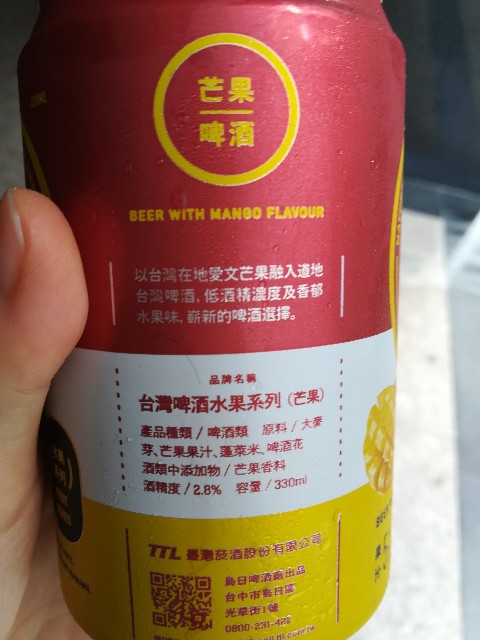 芒果
啤酒
BEER WITH MANGO FLAVOUR
以台灣在地愛文芒果融入道地
台灣啤酒，低酒精濃度及香郁
水果味，嶄新的啤酒選擇。
品牌名稱
台灣啤酒水果系列（芒果）
產品種類／啤酒類　原料／大麥
芽、芒果果汁、蓬萊米、啤酒花
酒類中添加物／芒果香料
酒精度／2.8%　容量／330ml
TTL 臺灣菸酒股份有限公司
烏日啤酒廠出品
台中市烏日區
光華街1號